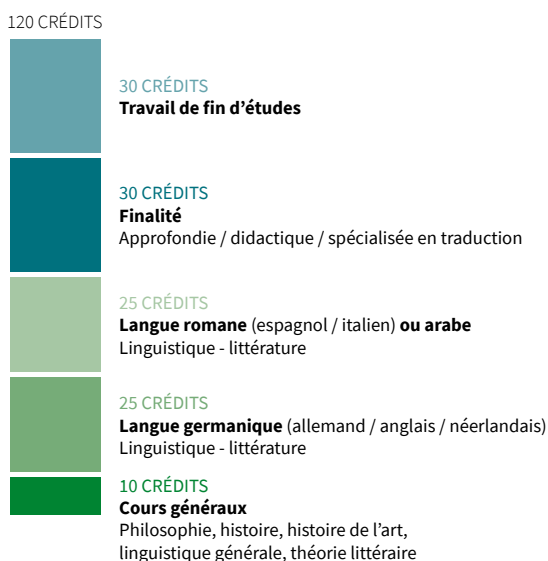 120 CRÉDITS
30 CRÉDITS
Travail de fin d’études
30 CRÉDITS
Finalité
Approfondie / didactique / spécialisée en traduction
25 CRÉDITS
Langue romane (espagnol / italien) ou arabe
Linguistique - littérature
25 CRÉDITS
Langue germanique (allemand / anglais / néerlandais)
Linguistique - littérature
10 CRÉDITS
Cours généraux
Philosophie, histoire, histoire de l’art,
linguistique générale, théorie littéraire